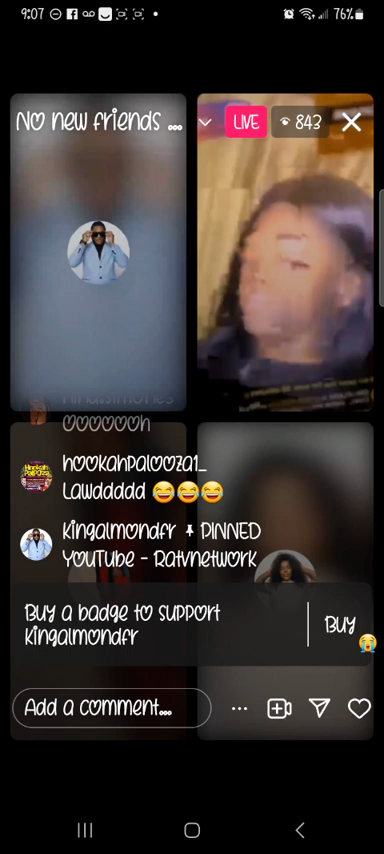 9:07
76%
No new friends ...
LIVE
843
oooooooh
hookahpalooza1_
Lawddddd 😂😂😂
kingalmondfr 📌 PINNED
YouTube - Ratvnetwork
Buy a badge to support
kingalmondfr
Buy
Add a comment...